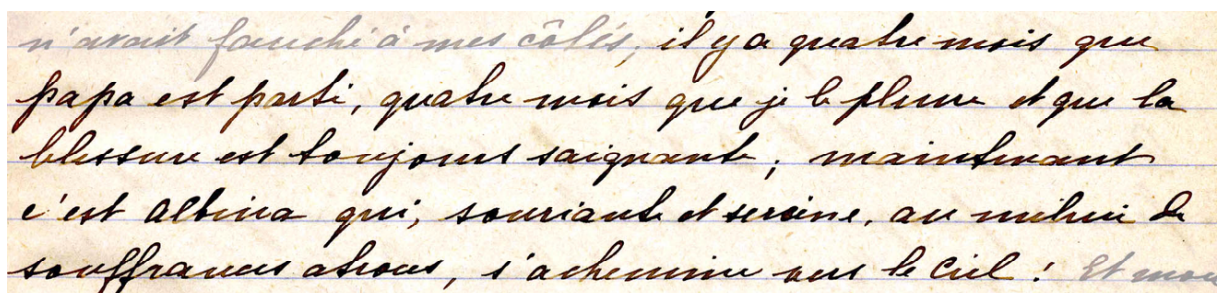 n'avait fauché à mes côtés, il y a quatre mois que
papa est parti, quatre mois que je le pleure et que la
blessure est toujours saignante ; maintenant
c'est Albina qui, souriante et sereine, au milieu de
souffrances atroces, s'achemine vers le Ciel ! Et mon